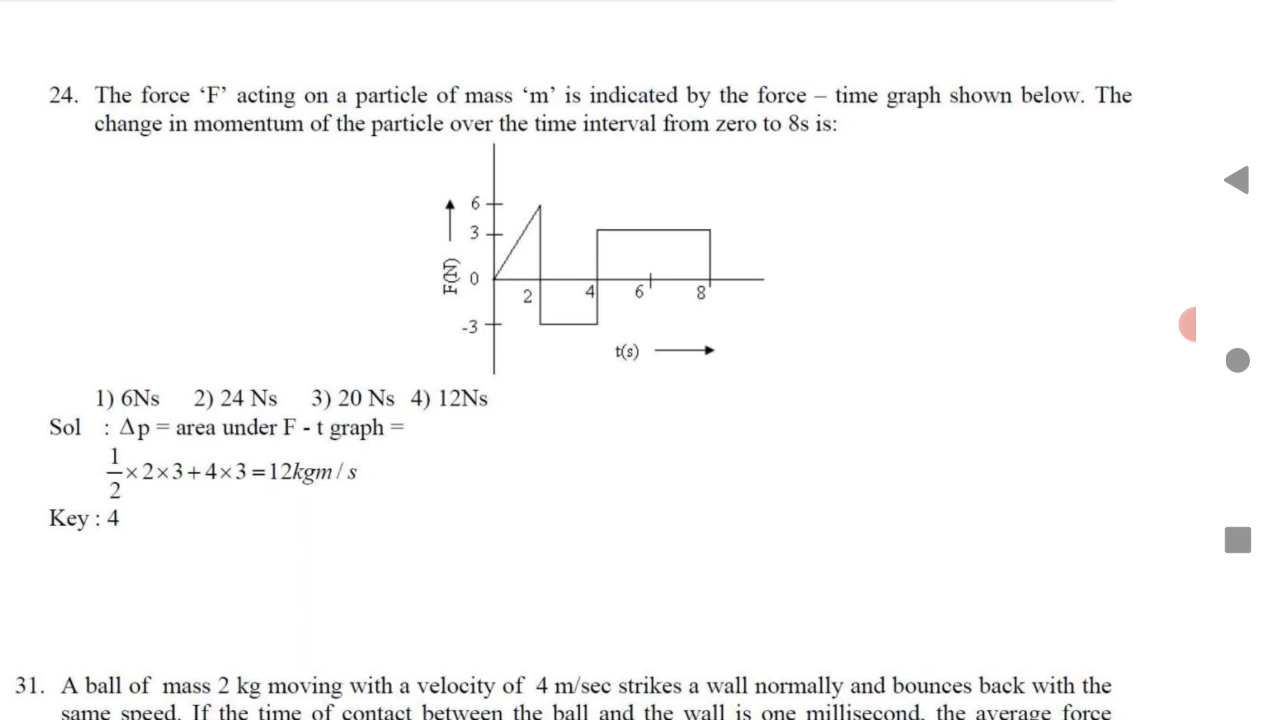 24. The force ‘F’ acting on a particle of mass ‘m’ is indicated by the force – time graph shown below. The
change in momentum of the particle over the time interval from zero to 8s is:
6
3
0
-3
F(N)
2
4
6
8
t(s)
1) 6Ns 2) 24 Ns 3) 20 Ns 4) 12Ns
Sol : Δp = area under F - t graph =
1/2 ×2×3+4×3=12kgm/s
Key : 4
31. A ball of mass 2 kg moving with a velocity of 4 m/sec strikes a wall normally and bounces back with the
same speed. If the time of contact between the ball and the wall is one millisecond, the average force